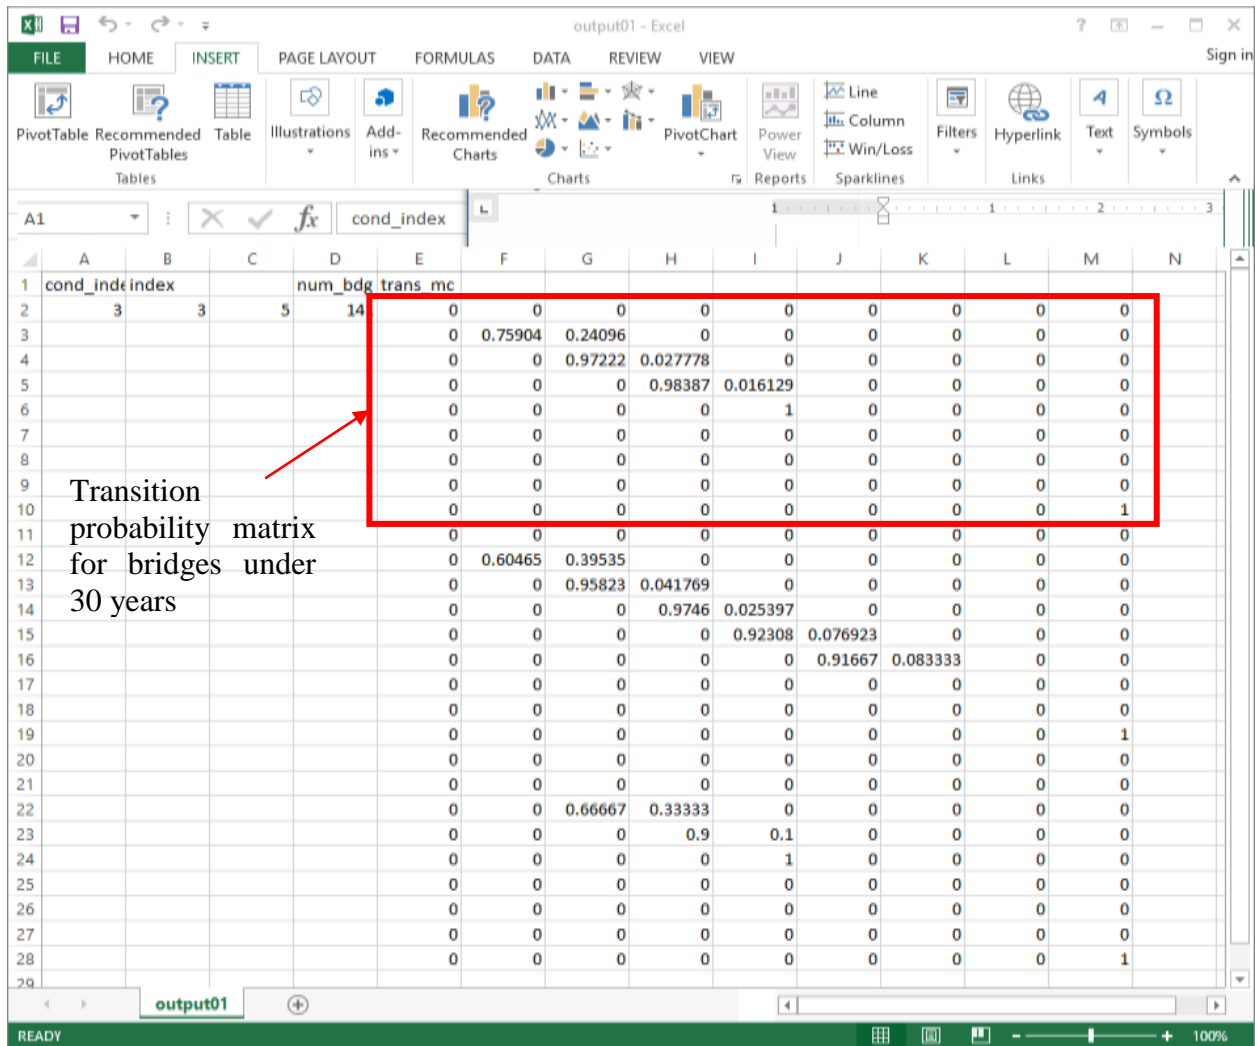 output01 - Excel
?
FILE HOME INSERT PAGE LAYOUT FORMULAS DATA REVIEW VIEW Sign in
PivotTable Recommended PivotTables Table Illustrations Add-ins Recommended Charts PivotChart Power View Line Column Win/Loss Filters Hyperlink Text Symbols
Tables Charts Reports Sparklines Links
A1 fx cond_index 1 1 2 3
A B C D E F G H I J K L M N
1 cond_inde index num_bdg trans_mc
2 3 3 5 14 0 0 0 0 0 0 0 0 0
3 0 0.75904 0.24096 0 0 0 0 0 0
4 0 0 0.97222 0.027778 0 0 0 0 0
5 0 0 0 0.98387 0.016129 0 0 0 0
6 0 0 0 0 1 0 0 0 0
7 0 0 0 0 0 0 0 0 0
8 0 0 0 0 0 0 0 0 0
9 0 0 0 0 0 0 0 0 0
10 0 0 0 0 0 0 0 0 1
11 0 0 0 0 0 0 0 0 0
12 0 0.60465 0.39535 0 0 0 0 0 0
13 0 0 0.95823 0.041769 0 0 0 0 0
14 0 0 0 0.9746 0.025397 0 0 0 0
15 0 0 0 0 0.92308 0.076923 0 0 0
16 0 0 0 0 0 0.91667 0.083333 0 0
17 0 0 0 0 0 0 0 0 0
18 0 0 0 0 0 0 0 0 0
19 0 0 0 0 0 0 0 0 1
20 0 0 0 0 0 0 0 0 0
21 0 0 0 0 0 0 0 0 0
22 0 0 0.66667 0.33333 0 0 0 0 0
23 0 0 0 0.9 0.1 0 0 0 0
24 0 0 0 0 1 0 0 0 0
25 0 0 0 0 0 0 0 0 0
26 0 0 0 0 0 0 0 0 0
27 0 0 0 0 0 0 0 0 0
28 0 0 0 0 0 0 0 0 1
29
Transition
probability matrix
for bridges under
30 years
output01
READY 100%